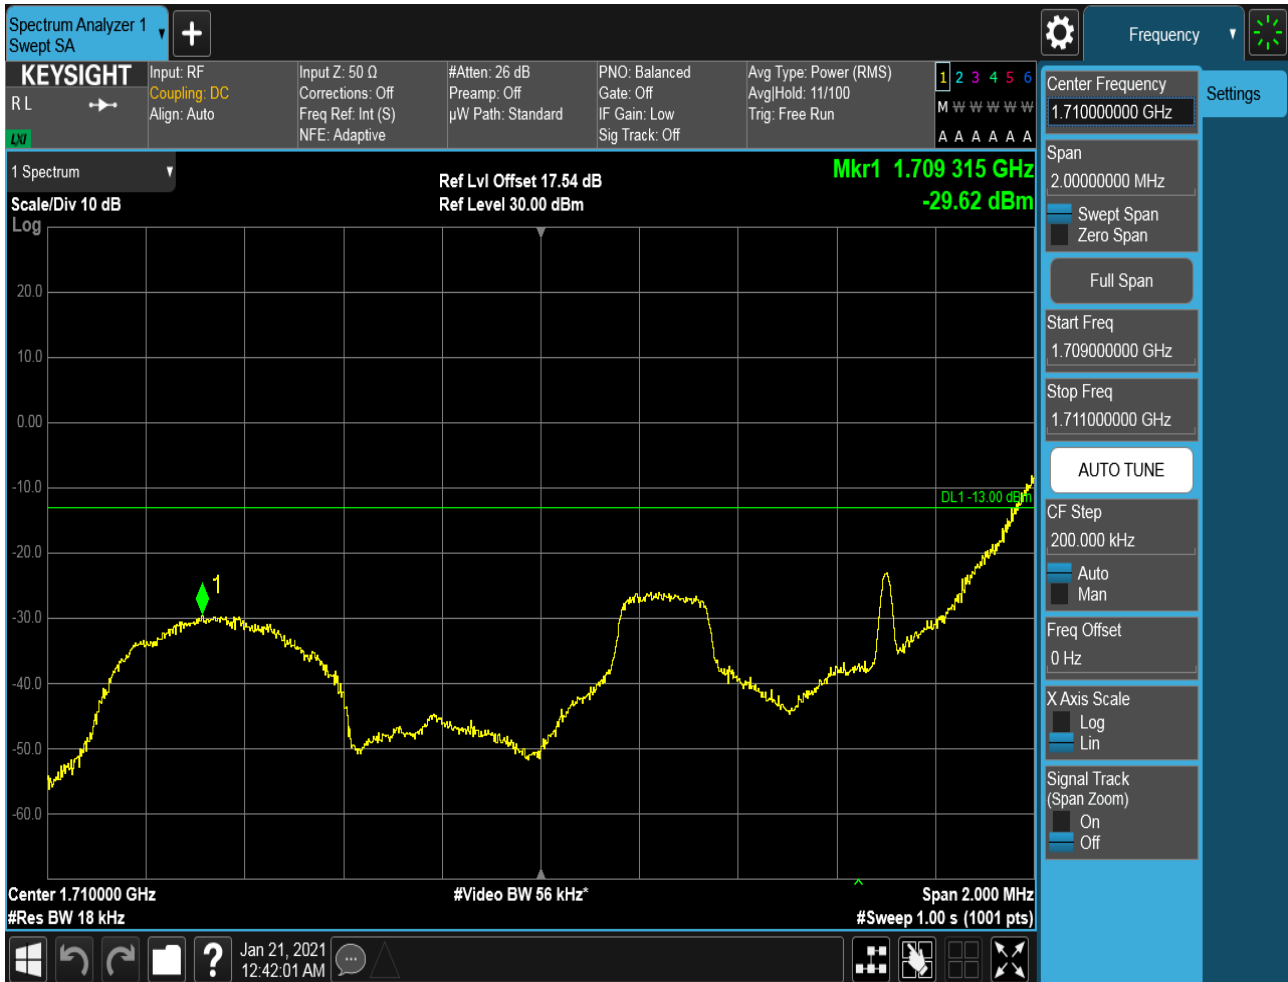 Spectrum Analyzer 1
Swept SA
Frequency
KEYSIGHT
R L
LXI
Input: RF
Coupling: DC
Align: Auto
Input Z: 50 Ω
Corrections: Off
Freq Ref: Int (S)
NFE: Adaptive
#Atten: 26 dB
Preamp: Off
µW Path: Standard
PNO: Balanced
Gate: Off
IF Gain: Low
Sig Track: Off
Avg Type: Power (RMS)
Avg|Hold: 11/100
Trig: Free Run
1 2 3 4 5 6
M W W W W W
A A A A A A
1 Spectrum
Scale/Div 10 dB
Log
Ref Lvl Offset 17.54 dB
Ref Level 30.00 dBm
Mkr1 1.709 315 GHz
-29.62 dBm
20.0
10.0
0.00
-10.0
DL1 -13.00 dBm
-20.0
1
-30.0
-40.0
-50.0
-60.0
Center 1.710000 GHz
#Res BW 18 kHz
#Video BW 56 kHz*
Span 2.000 MHz
#Sweep 1.00 s (1001 pts)
Center Frequency
1.710000000 GHz
Settings
Span
2.00000000 MHz
Swept Span
Zero Span
Full Span
Start Freq
1.709000000 GHz
Stop Freq
1.711000000 GHz
AUTO TUNE
CF Step
200.000 kHz
Auto
Man
Freq Offset
0 Hz
X Axis Scale
Log
Lin
Signal Track
(Span Zoom)
On
Off
?
Jan 21, 2021
12:42:01 AM